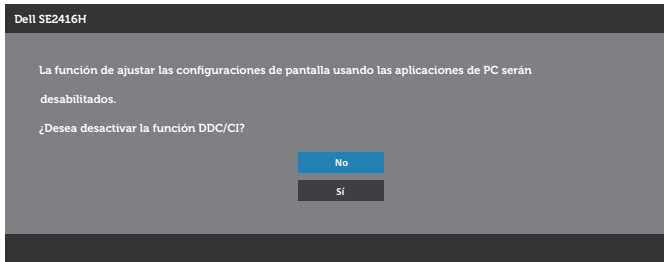 Dell SE2416H
La función de ajustar las configuraciones de pantalla usando las aplicaciones de PC serán
desabilitados.
¿Desea desactivar la función DDC/CI?
No
Sí